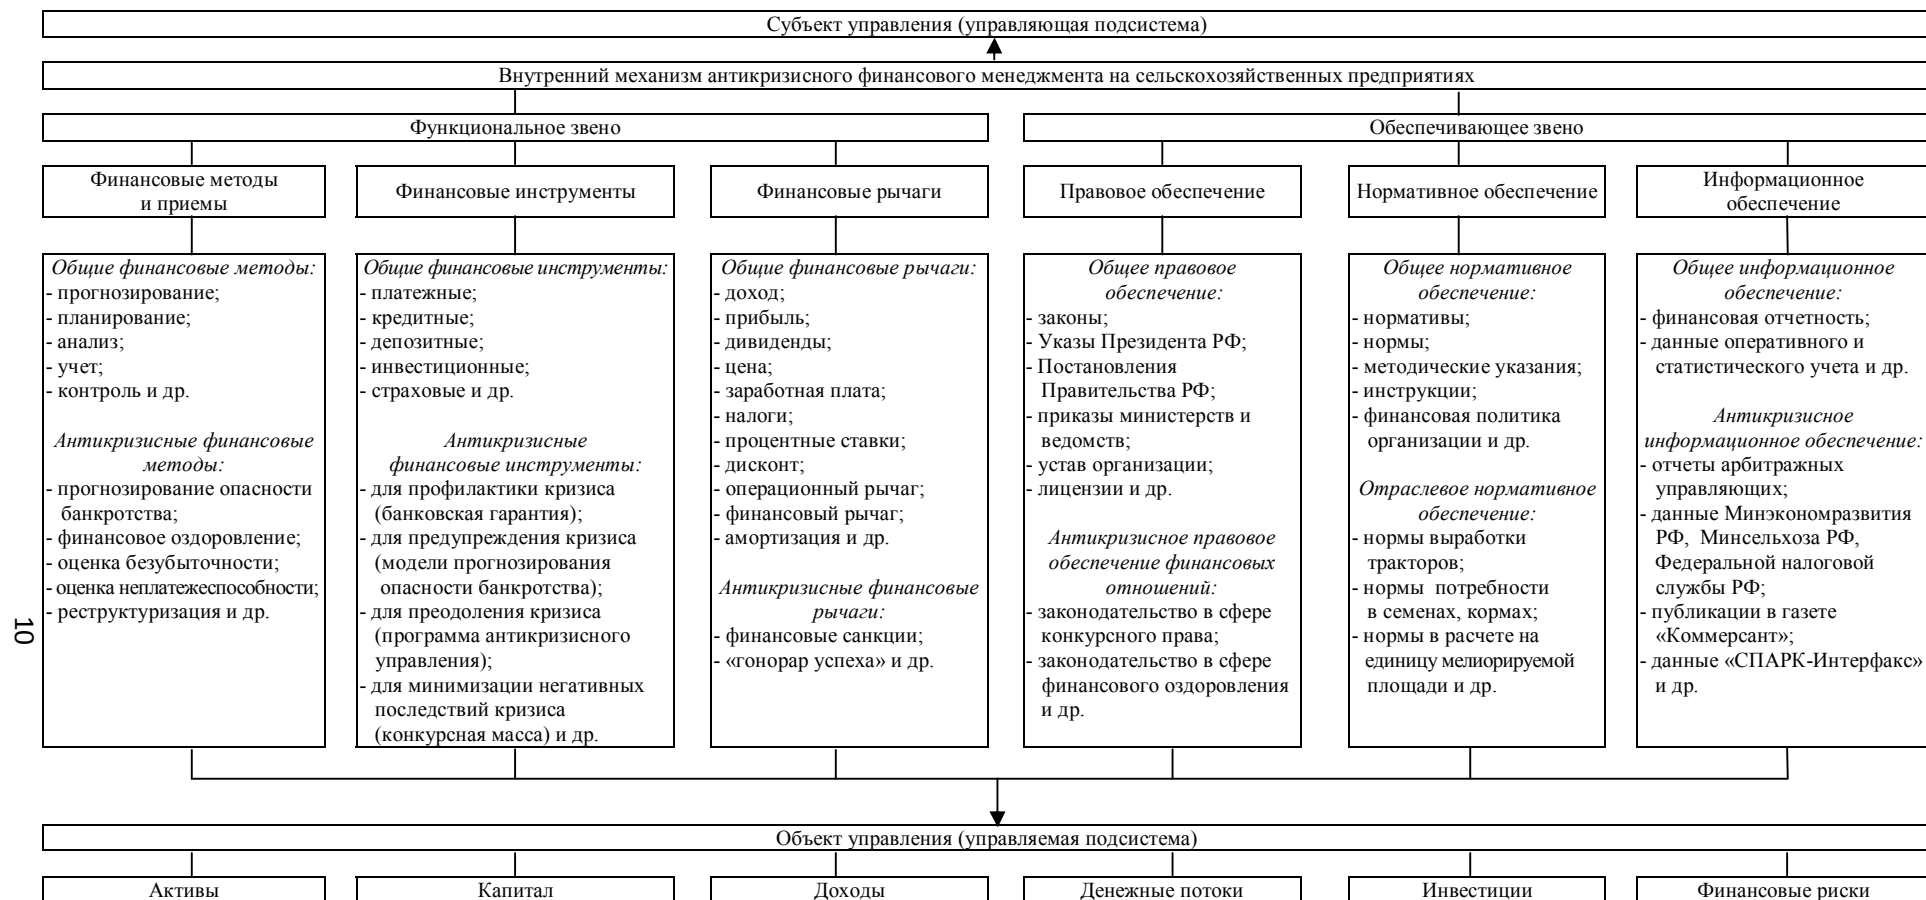 Субъект управления (управляющая подсистема)
Внутренний механизм антикризисного финансового менеджмента на сельскохозяйственных предприятиях
Функциональное звено
Обеспечивающее звено
Финансовые методы
и приемы
Финансовые инструменты
Финансовые рычаги
Правовое обеспечение
Нормативное обеспечение
Информационное
обеспечение
Общие финансовые методы:
- прогнозирование;
- планирование;
- анализ;
- учет;
- контроль и др.
Антикризисные финансовые
методы:
- прогнозирование опасности
банкротства;
- финансовое оздоровление;
- оценка безубыточности;
- оценка неплатежеспособности;
- реструктуризация и др.
Общие финансовые инструменты:
- платежные;
- кредитные;
- депозитные;
- инвестиционные;
- страховые и др.
Антикризисные
финансовые инструменты:
- для профилактики кризиса
(банковская гарантия);
- для предупреждения кризиса
(модели прогнозирования
опасности банкротства);
- для преодоления кризиса
(программа антикризисного
управления);
- для минимизации негативных
последствий кризиса
(конкурсная масса) и др.
Общие финансовые рычаги:
- доход;
- прибыль;
- дивиденды;
- цена;
- заработная плата;
- налоги;
- процентные ставки;
- дисконт;
- операционный рычаг;
- финансовый рычаг;
- амортизация и др.
Антикризисные финансовые
рычаги:
- финансовые санкции;
- «гонорар успеха» и др.
Общее правовое
обеспечение:
- законы;
- Указы Президента РФ;
- Постановления
Правительства РФ;
- приказы министерств и
ведомств;
- устав организации;
- лицензии и др.
Антикризисное правовое
обеспечение финансовых
отношений:
- законодательство в сфере
конкурсного права;
- законодательство в сфере
финансового оздоровления
и др.
Общее нормативное
обеспечение:
- нормативы;
- нормы;
- методические указания;
- инструкции;
- финансовая политика
организации и др.
Отраслевое нормативное
обеспечение:
- нормы выработки
тракторов;
- нормы потребности
в семенах, кормах;
- нормы в расчете на
единицу мелиорируемой
площади и др.
Общее информационное
обеспечение:
- финансовая отчетность;
- данные оперативного и
статистического учета и др.
Антикризисное
информационное обеспечение:
- отчеты арбитражных
управляющих;
- данные Минэкономразвития
РФ, Минсельхоза РФ,
Федеральной налоговой
службы РФ;
- публикации в газете
«Коммерсант»;
- данные «СПАРК-Интерфакс»
и др.
10
Объект управления (управляемая подсистема)
Активы
Капитал
Доходы
Денежные потоки
Инвестиции
Финансовые риски